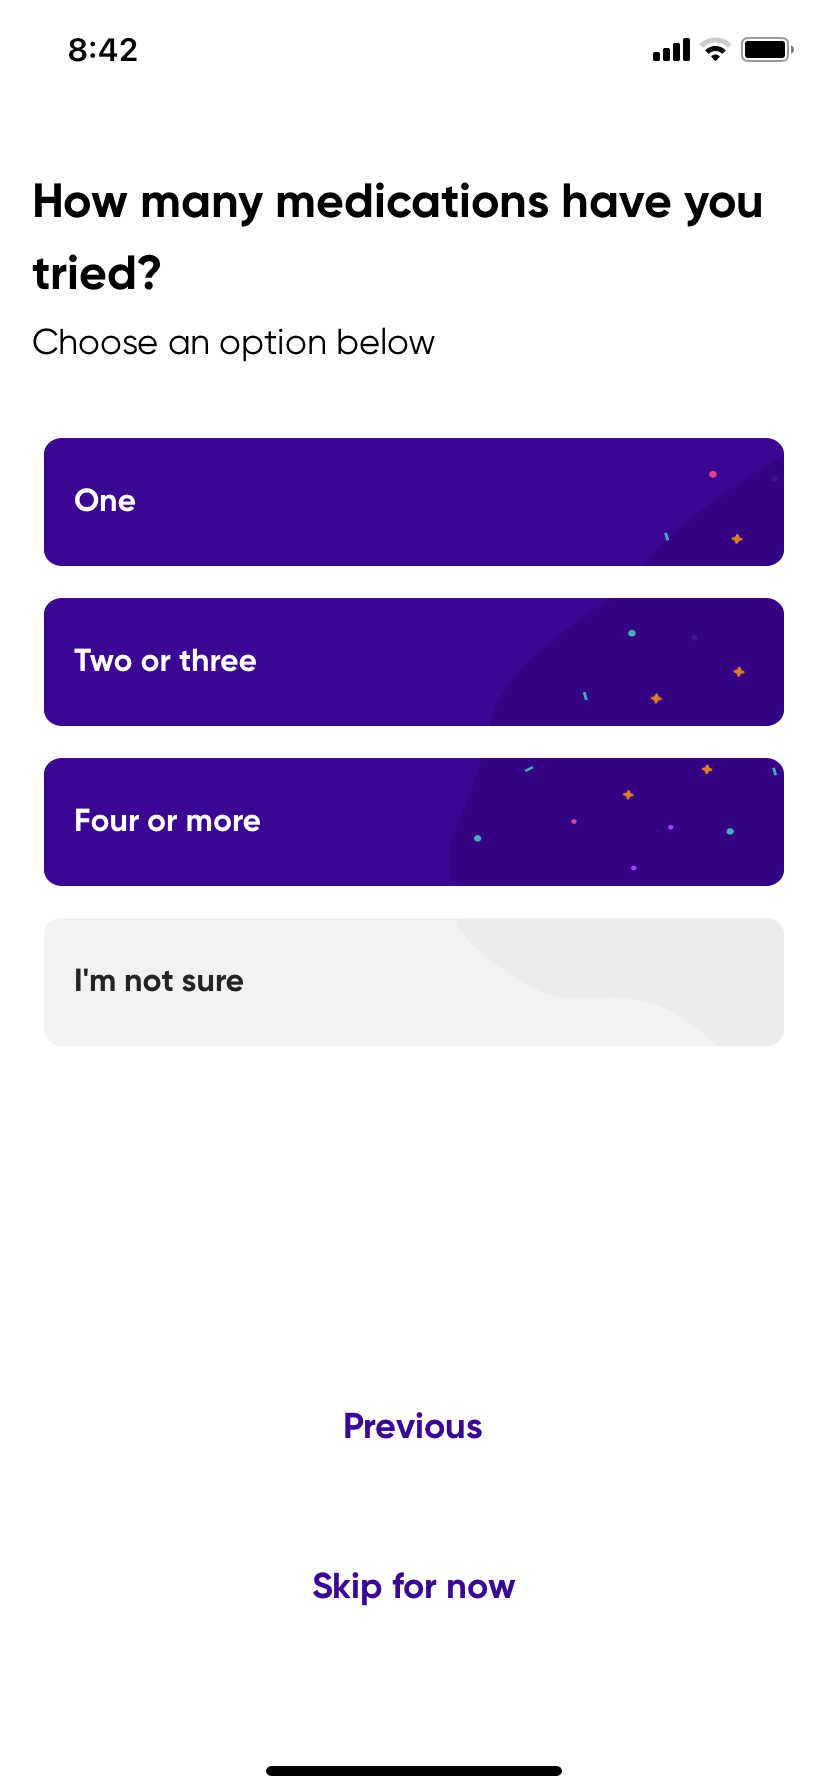 8:42
How many medications have you
tried?
Choose an option below
One
Two or three
Four or more
I'm not sure
Previous
Skip for now